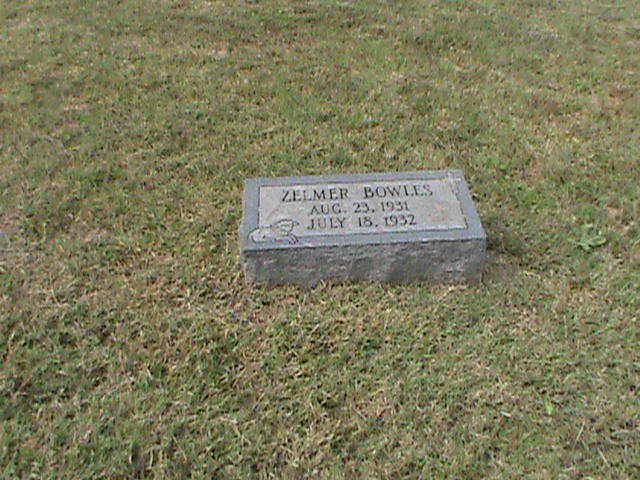 ZELMER BOWLES
AUG. 23, 1931
JULY 18, 1932